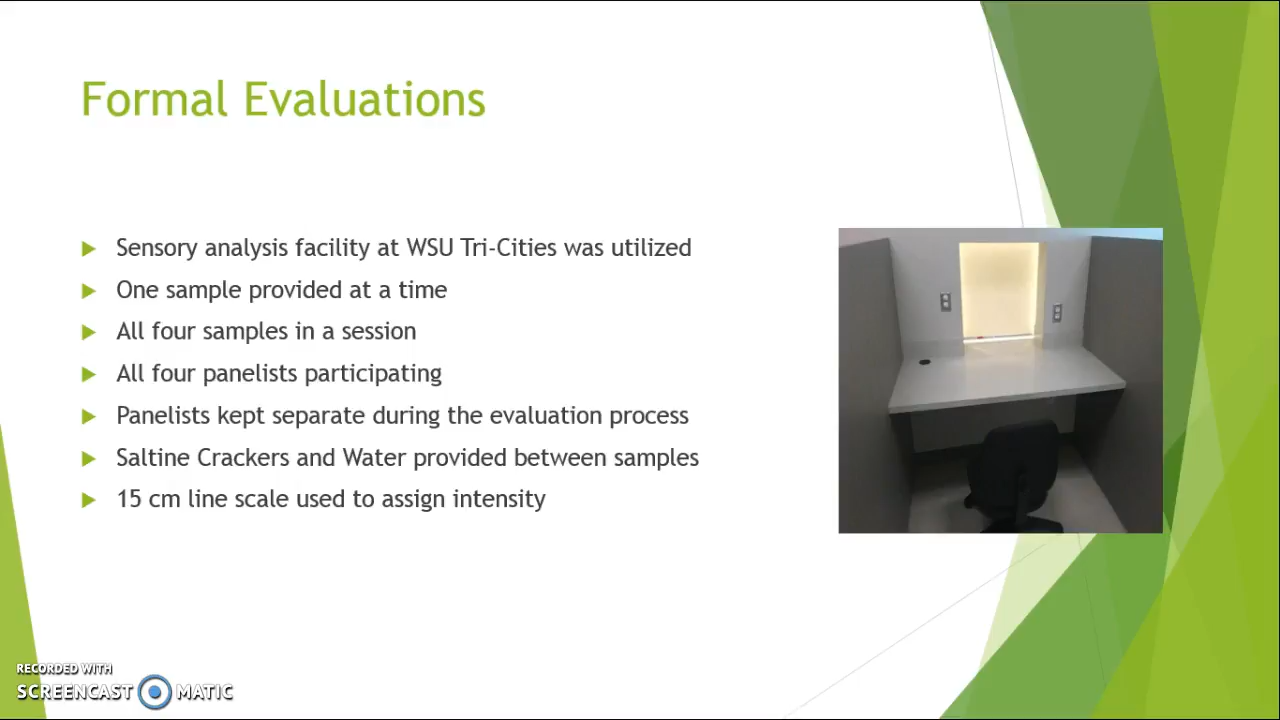 Formal Evaluations
Sensory analysis facility at WSU Tri-Cities was utilized
One sample provided at a time
All four samples in a session
All four panelists participating
Panelists kept separate during the evaluation process
Saltine Crackers and Water provided between samples
15 cm line scale used to assign intensity
RECORDED WITH
SCREENCAST MATIC